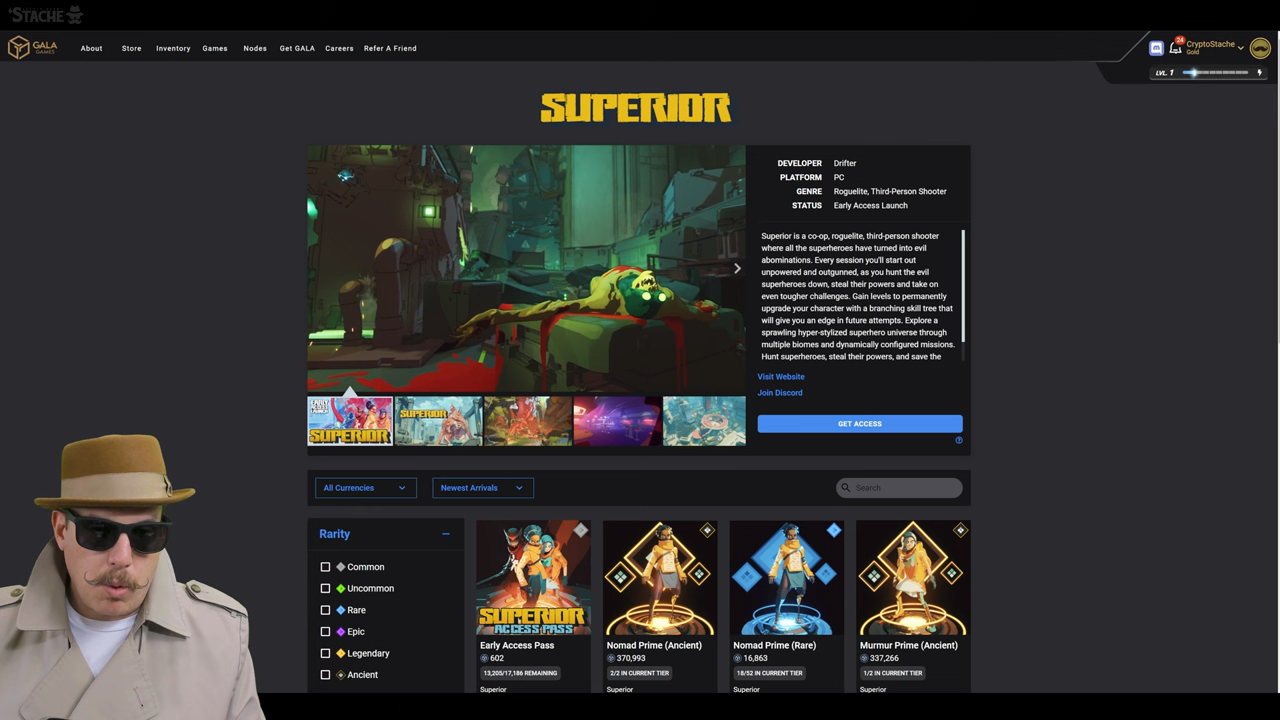 STACHE
GALA
GAMES
About
Store
Inventory
Games
Nodes
Get GALA
Careers
Refer A Friend
24
CryptoStache
Gold
LVL. 1
SUPERIOR
DEVELOPER Drifter
PLATFORM PC
GENRE Roguelite, Third-Person Shooter
STATUS Early Access Launch
Superior is a co-op, roguelite, third-person shooter
where all the superheroes have turned into evil
abominations. Every session you'll start out
unpowered and outgunned, as you hunt the evil
superheroes down, steal their powers and take on
even tougher challenges. Gain levels to permanently
upgrade your character with a branching skill tree that
will give you an edge in future attempts. Explore a
sprawling hyper-stylized superhero universe through
multiple biomes and dynamically configured missions.
Hunt superheroes, steal their powers, and save the
Visit Website
Join Discord
GET ACCESS
EARLY
ACCESS
LAUNCH
SUPERIOR
SUPERIOR
All Currencies
Newest Arrivals
Search
Rarity
Common
Uncommon
Rare
Epic
Legendary
Ancient
SUPERIOR
ACCESS PASS
Early Access Pass
602
13,205/17,186 REMAINING
Superior
Nomad Prime (Ancient)
370,993
2/2 IN CURRENT TIER
Superior
Nomad Prime (Rare)
16,863
18/52 IN CURRENT TIER
Superior
Murmur Prime (Ancient)
337,266
1/2 IN CURRENT TIER
Superior